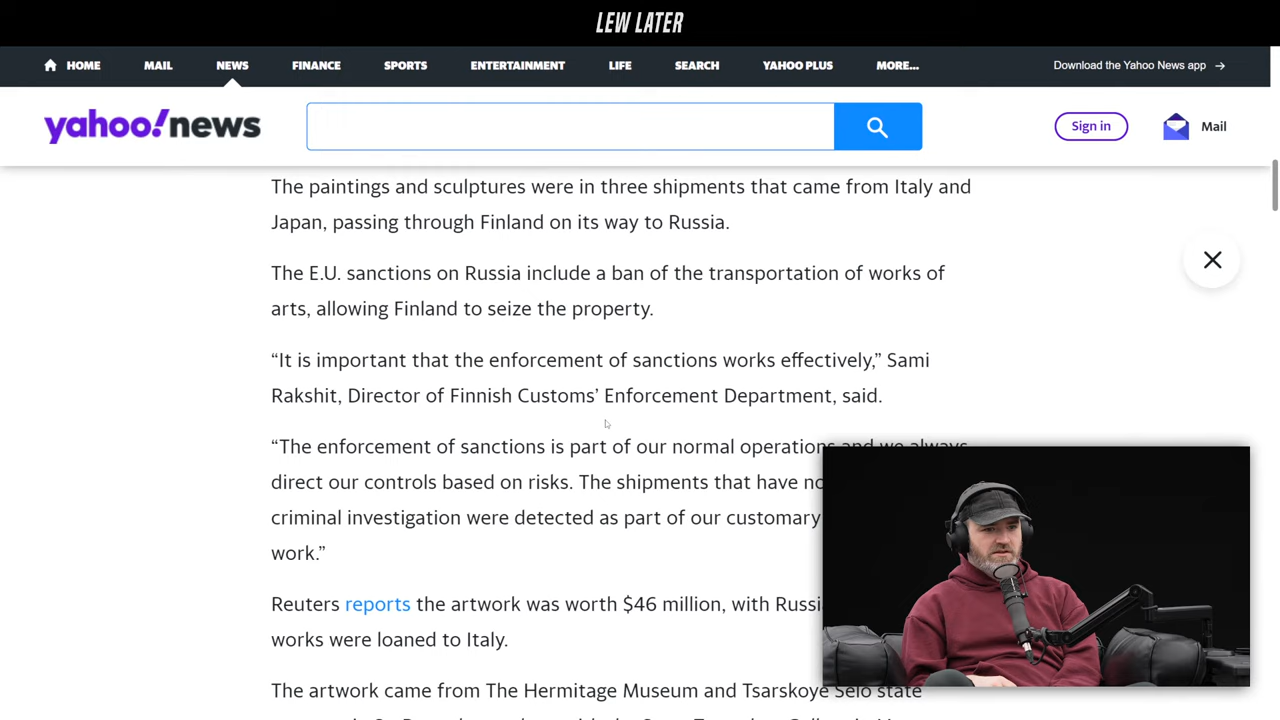 LEW LATER
HOME MAIL NEWS FINANCE SPORTS ENTERTAINMENT LIFE SEARCH YAHOO PLUS MORE... Download the Yahoo News app →
yahoo!news Sign in Mail
The paintings and sculptures were in three shipments that came from Italy and
Japan, passing through Finland on its way to Russia.
The E.U. sanctions on Russia include a ban of the transportation of works of
arts, allowing Finland to seize the property.
“It is important that the enforcement of sanctions works effectively,” Sami
Rakshit, Director of Finnish Customs’ Enforcement Department, said.
“The enforcement of sanctions is part of our normal operations and we always
direct our controls based on risks. The shipments that have
criminal investigation were detected as part of our customary
work.”
Reuters reports the artwork was worth $46 million, with
works were loaned to Italy.
The artwork came from The Hermitage Museum and Tsarskoye Selo state